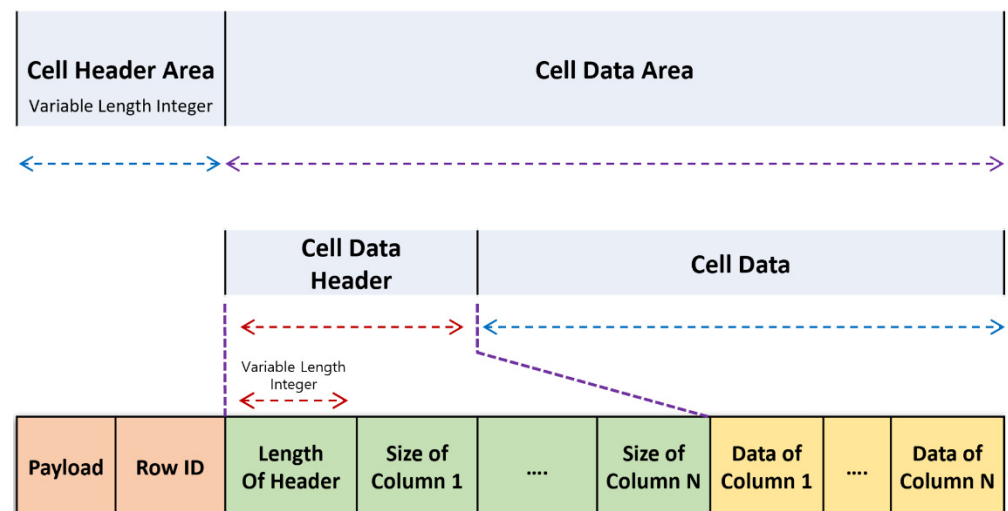 Cell Header Area
Variable Length Integer
Cell Data Area
Cell Data
Header
Cell Data
Variable Length
Integer
Payload
Row ID
Length
Of Header
Size of
Column 1
....
Size of
Column N
Data of
Column 1
....
Data of
Column N